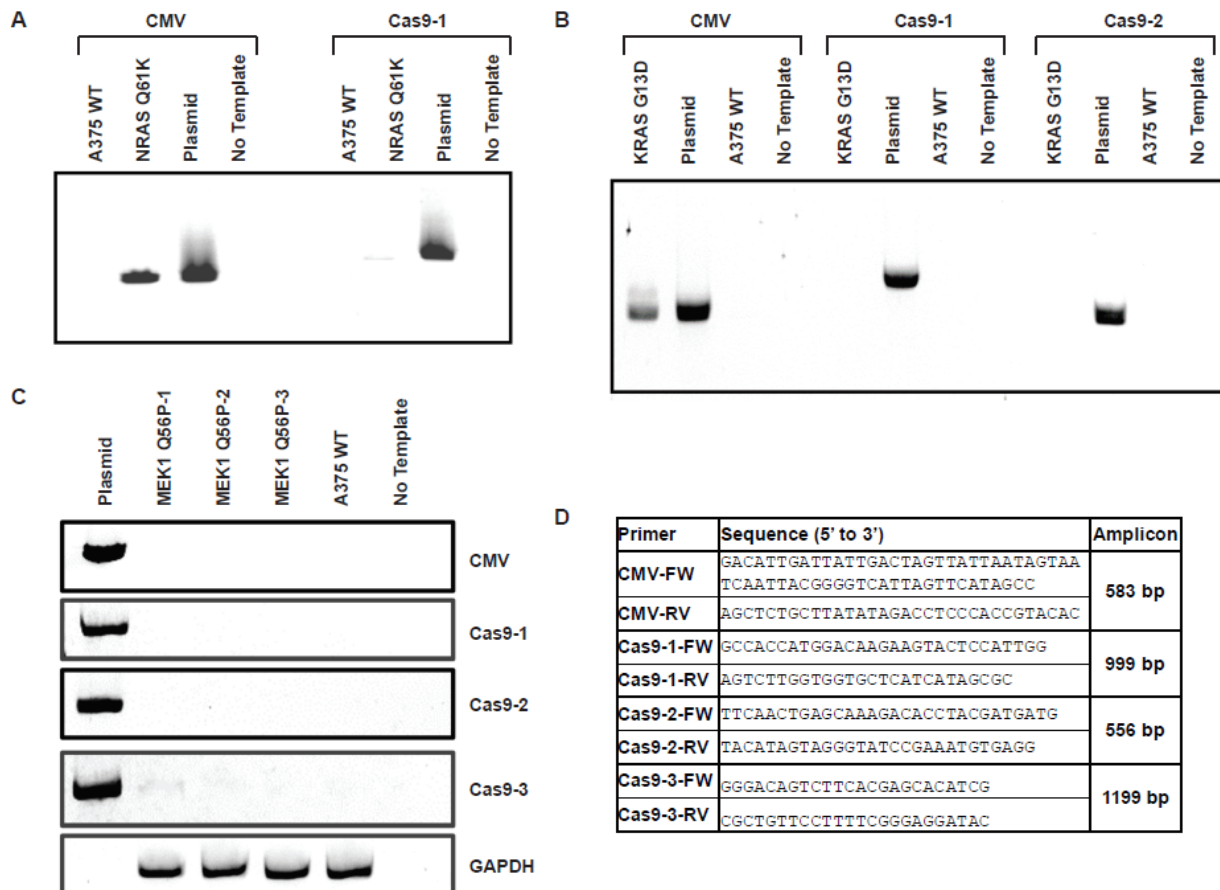 A
CMV
Cas9-1
A375 WT
NRAS Q61K
Plasmid
No Template
A375 WT
NRAS Q61K
Plasmid
No Template
B
CMV
Cas9-1
Cas9-2
KRAS G13D
Plasmid
A375 WT
No Template
KRAS G13D
Plasmid
A375 WT
No Template
KRAS G13D
Plasmid
A375 WT
No Template
C
Plasmid
MEK1 Q56P-1
MEK1 Q56P-2
MEK1 Q56P-3
A375 WT
No Template
CMV
Cas9-1
Cas9-2
Cas9-3
GAPDH
D
Primer Sequence (5' to 3') Amplicon
CMV-FW GACATTGATTATTGACTAGTTATTAATAGTAA
TCAATTACGGGGTCATTAGTTCATAGCC
583 bp
CMV-RV AGCTCTGCTTATATAGACCTCCCACCGTACAC
Cas9-1-FW GCCACCATGGACAAGAAGTACTCCATTGG
999 bp
Cas9-1-RV AGTCTTGGTGGTGCTCATCATAGCGC
Cas9-2-FW TTCAACTGAGCAAAGACACCTACGATGATG
556 bp
Cas9-2-RV TACATAGTAGGGTATCCGAAATGTGAGG
Cas9-3-FW GGGACAGTCTTCACGAGCACATCG
1199 bp
Cas9-3-RV CGCTGTTCCTTTTCGGGAGGATAC